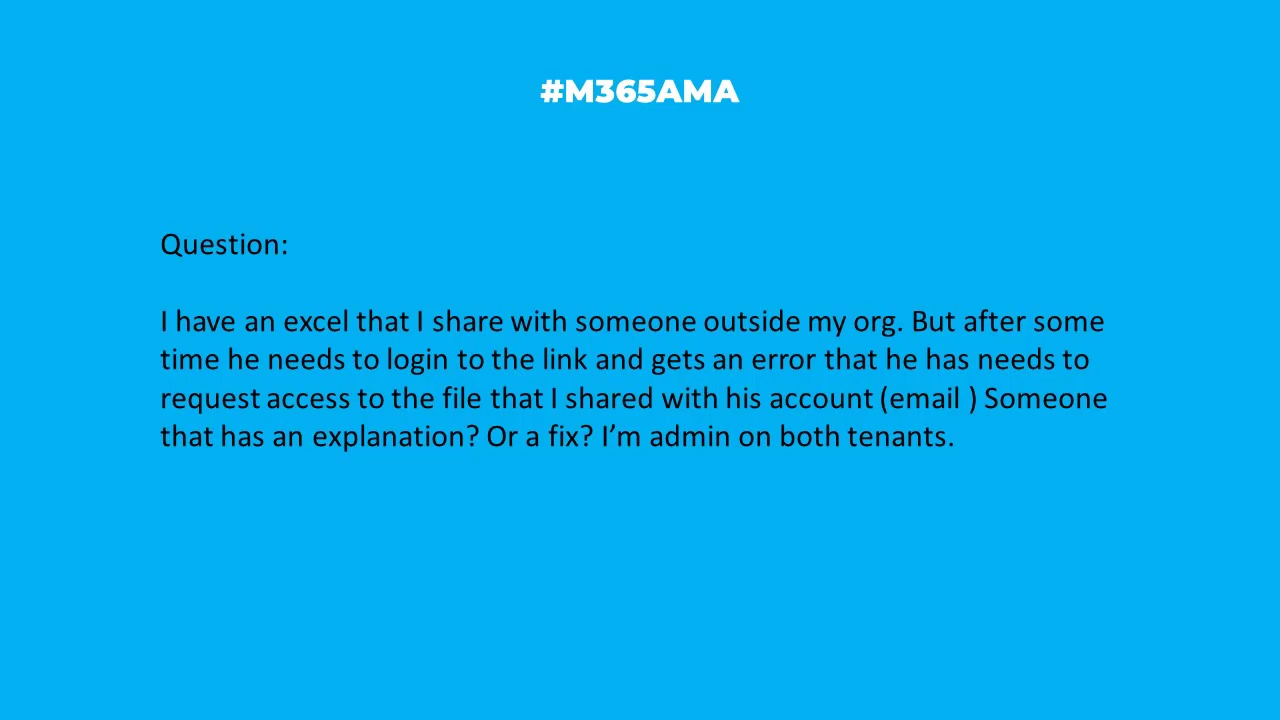 #M365AMA
Question:
I have an excel that I share with someone outside my org. But after some
time he needs to login to the link and gets an error that he has needs to
request access to the file that I shared with his account (email ) Someone
that has an explanation? Or a fix? I’m admin on both tenants.